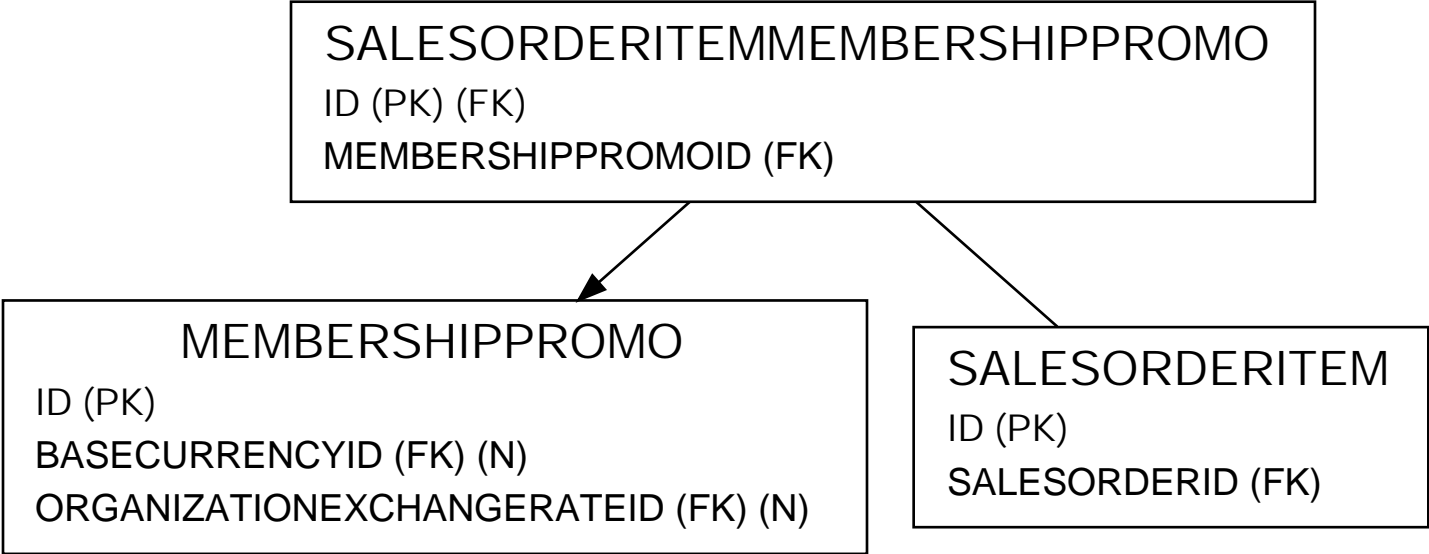 SALESORDERITEMMEMBERSHIPPROMO
ID (PK) (FK)
MEMBERSHIPPROMOID (FK)
MEMBERSHIPPROMO
ID (PK)
BASECURRENCYID (FK) (N)
ORGANIZATIONEXCHANGERATEID (FK) (N)
SALESORDERITEM
ID (PK)
SALESORDERID (FK)